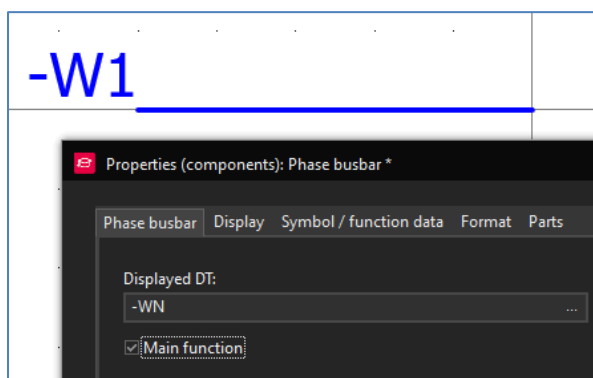 -W1
Properties (components): Phase busbar *
Phase busbar Display Symbol / function data Format Parts
Displayed DT:
-WN ...
Main function